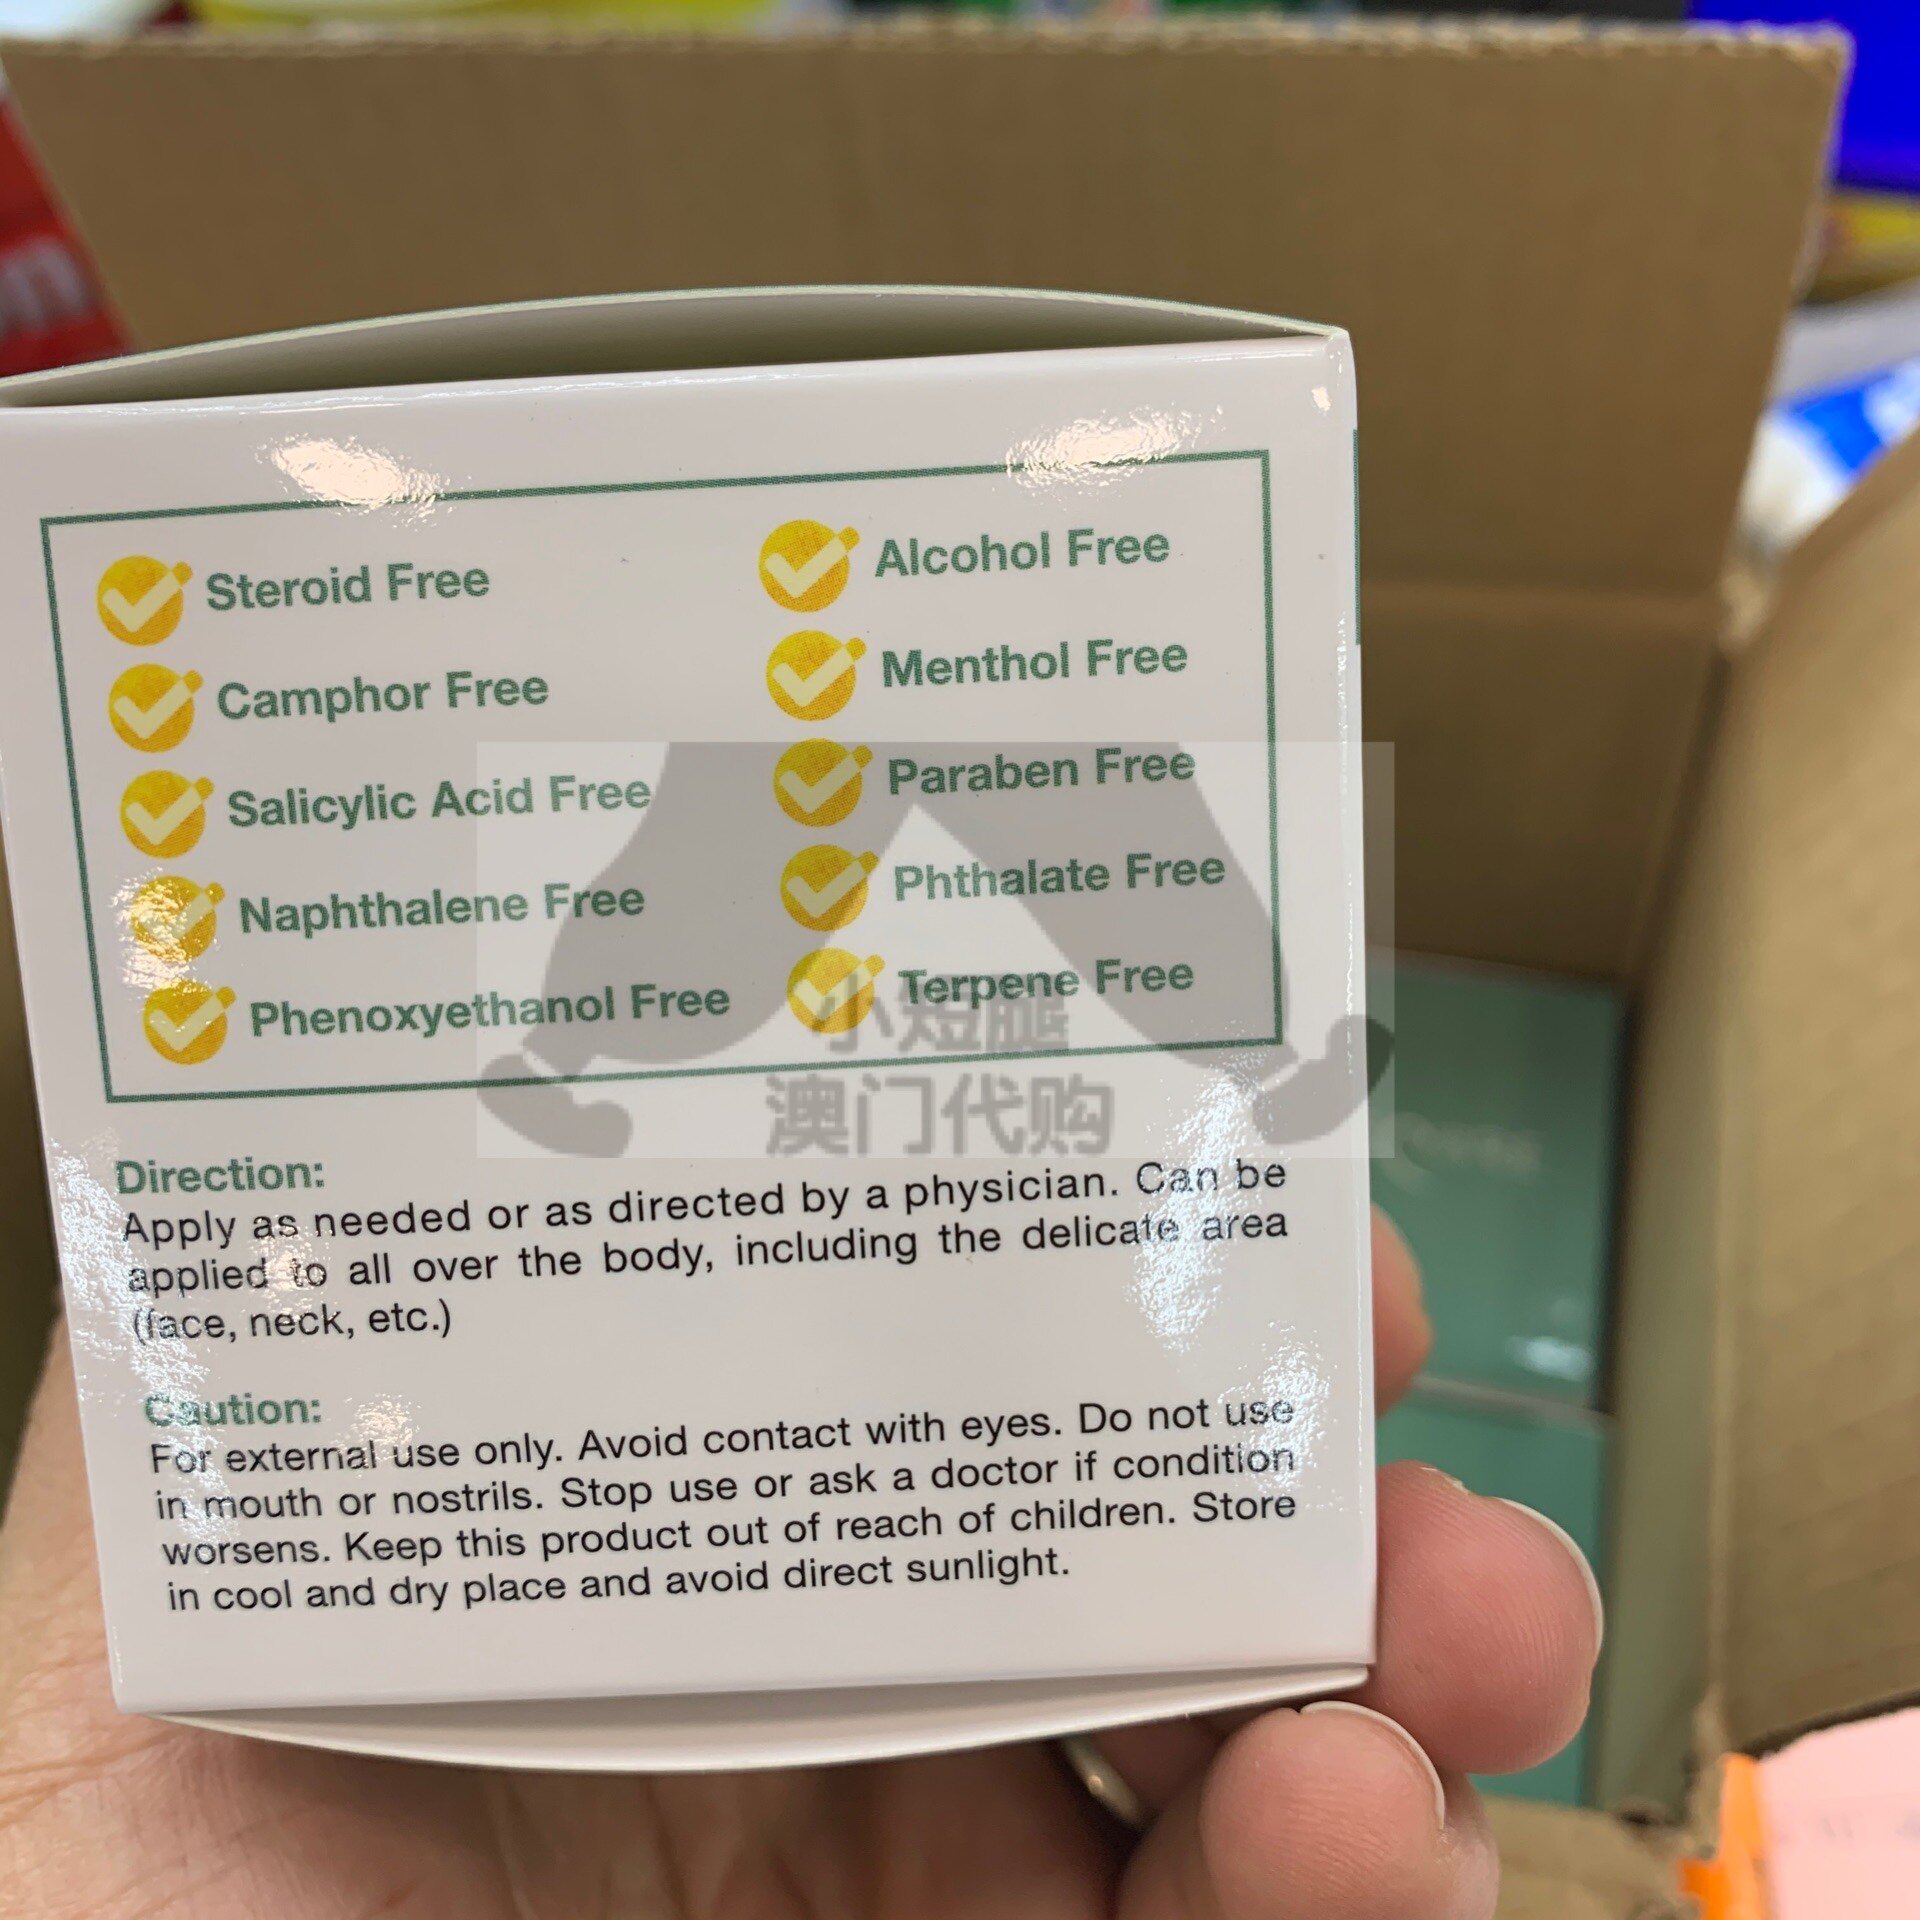 Steroid Free
Alcohol Free
Camphor Free
Menthol Free
Salicylic Acid Free
Paraben Free
Naphthalene Free
Phthalate Free
Phenoxyethanol Free
Terpene Free
小短腿
澳门代购
Direction:
Apply as needed or as directed by a physician. Can be
applied to all over the body, including the delicate area
(face, neck, etc.)
Caution:
For external use only. Avoid contact with eyes. Do not use
in mouth or nostrils. Stop use or ask a doctor if condition
worsens. Keep this product out of reach of children. Store
in cool and dry place and avoid direct sunlight.